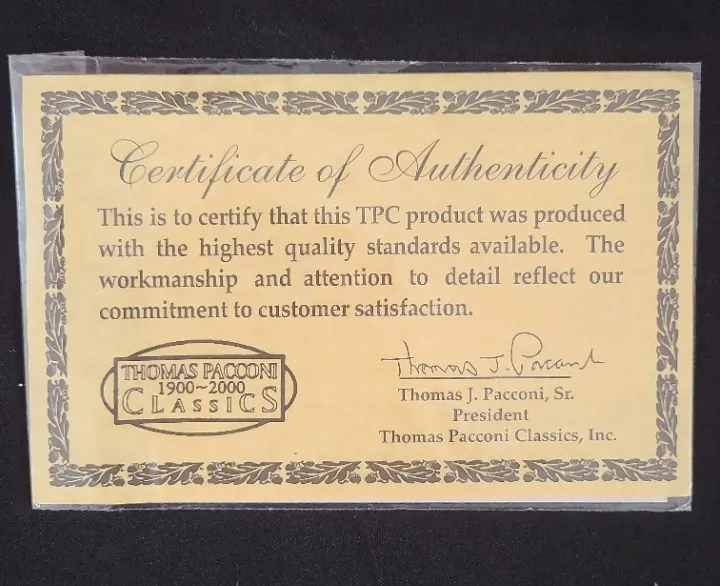 Certificate of Authenticity
This is to certify that this TPC product was produced
with the highest quality standards available. The
workmanship and attention to detail reflect our
commitment to customer satisfaction.
THOMAS PACCONI
1900~2000
CLASSICS
Thomas J. Pacconi
Thomas J. Pacconi, Sr.
President
Thomas Pacconi Classics, Inc.